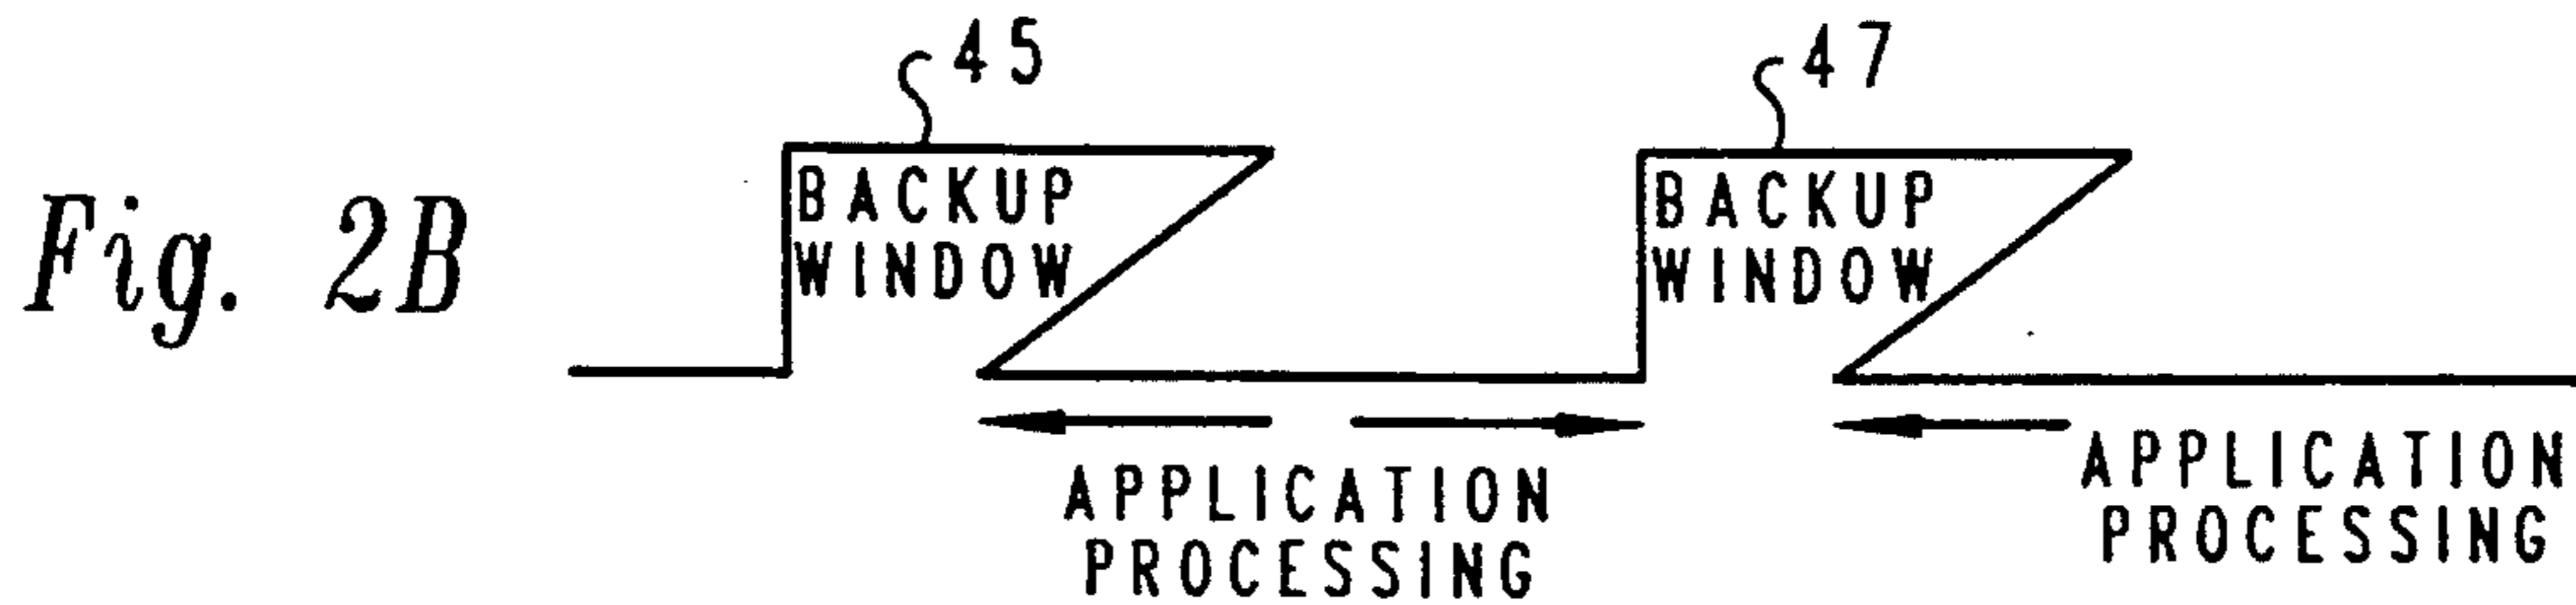 45
47
BACKUP
WINDOW
BACKUP
WINDOW
Fig. 2B
APPLICATION
PROCESSING
APPLICATION
PROCESSING